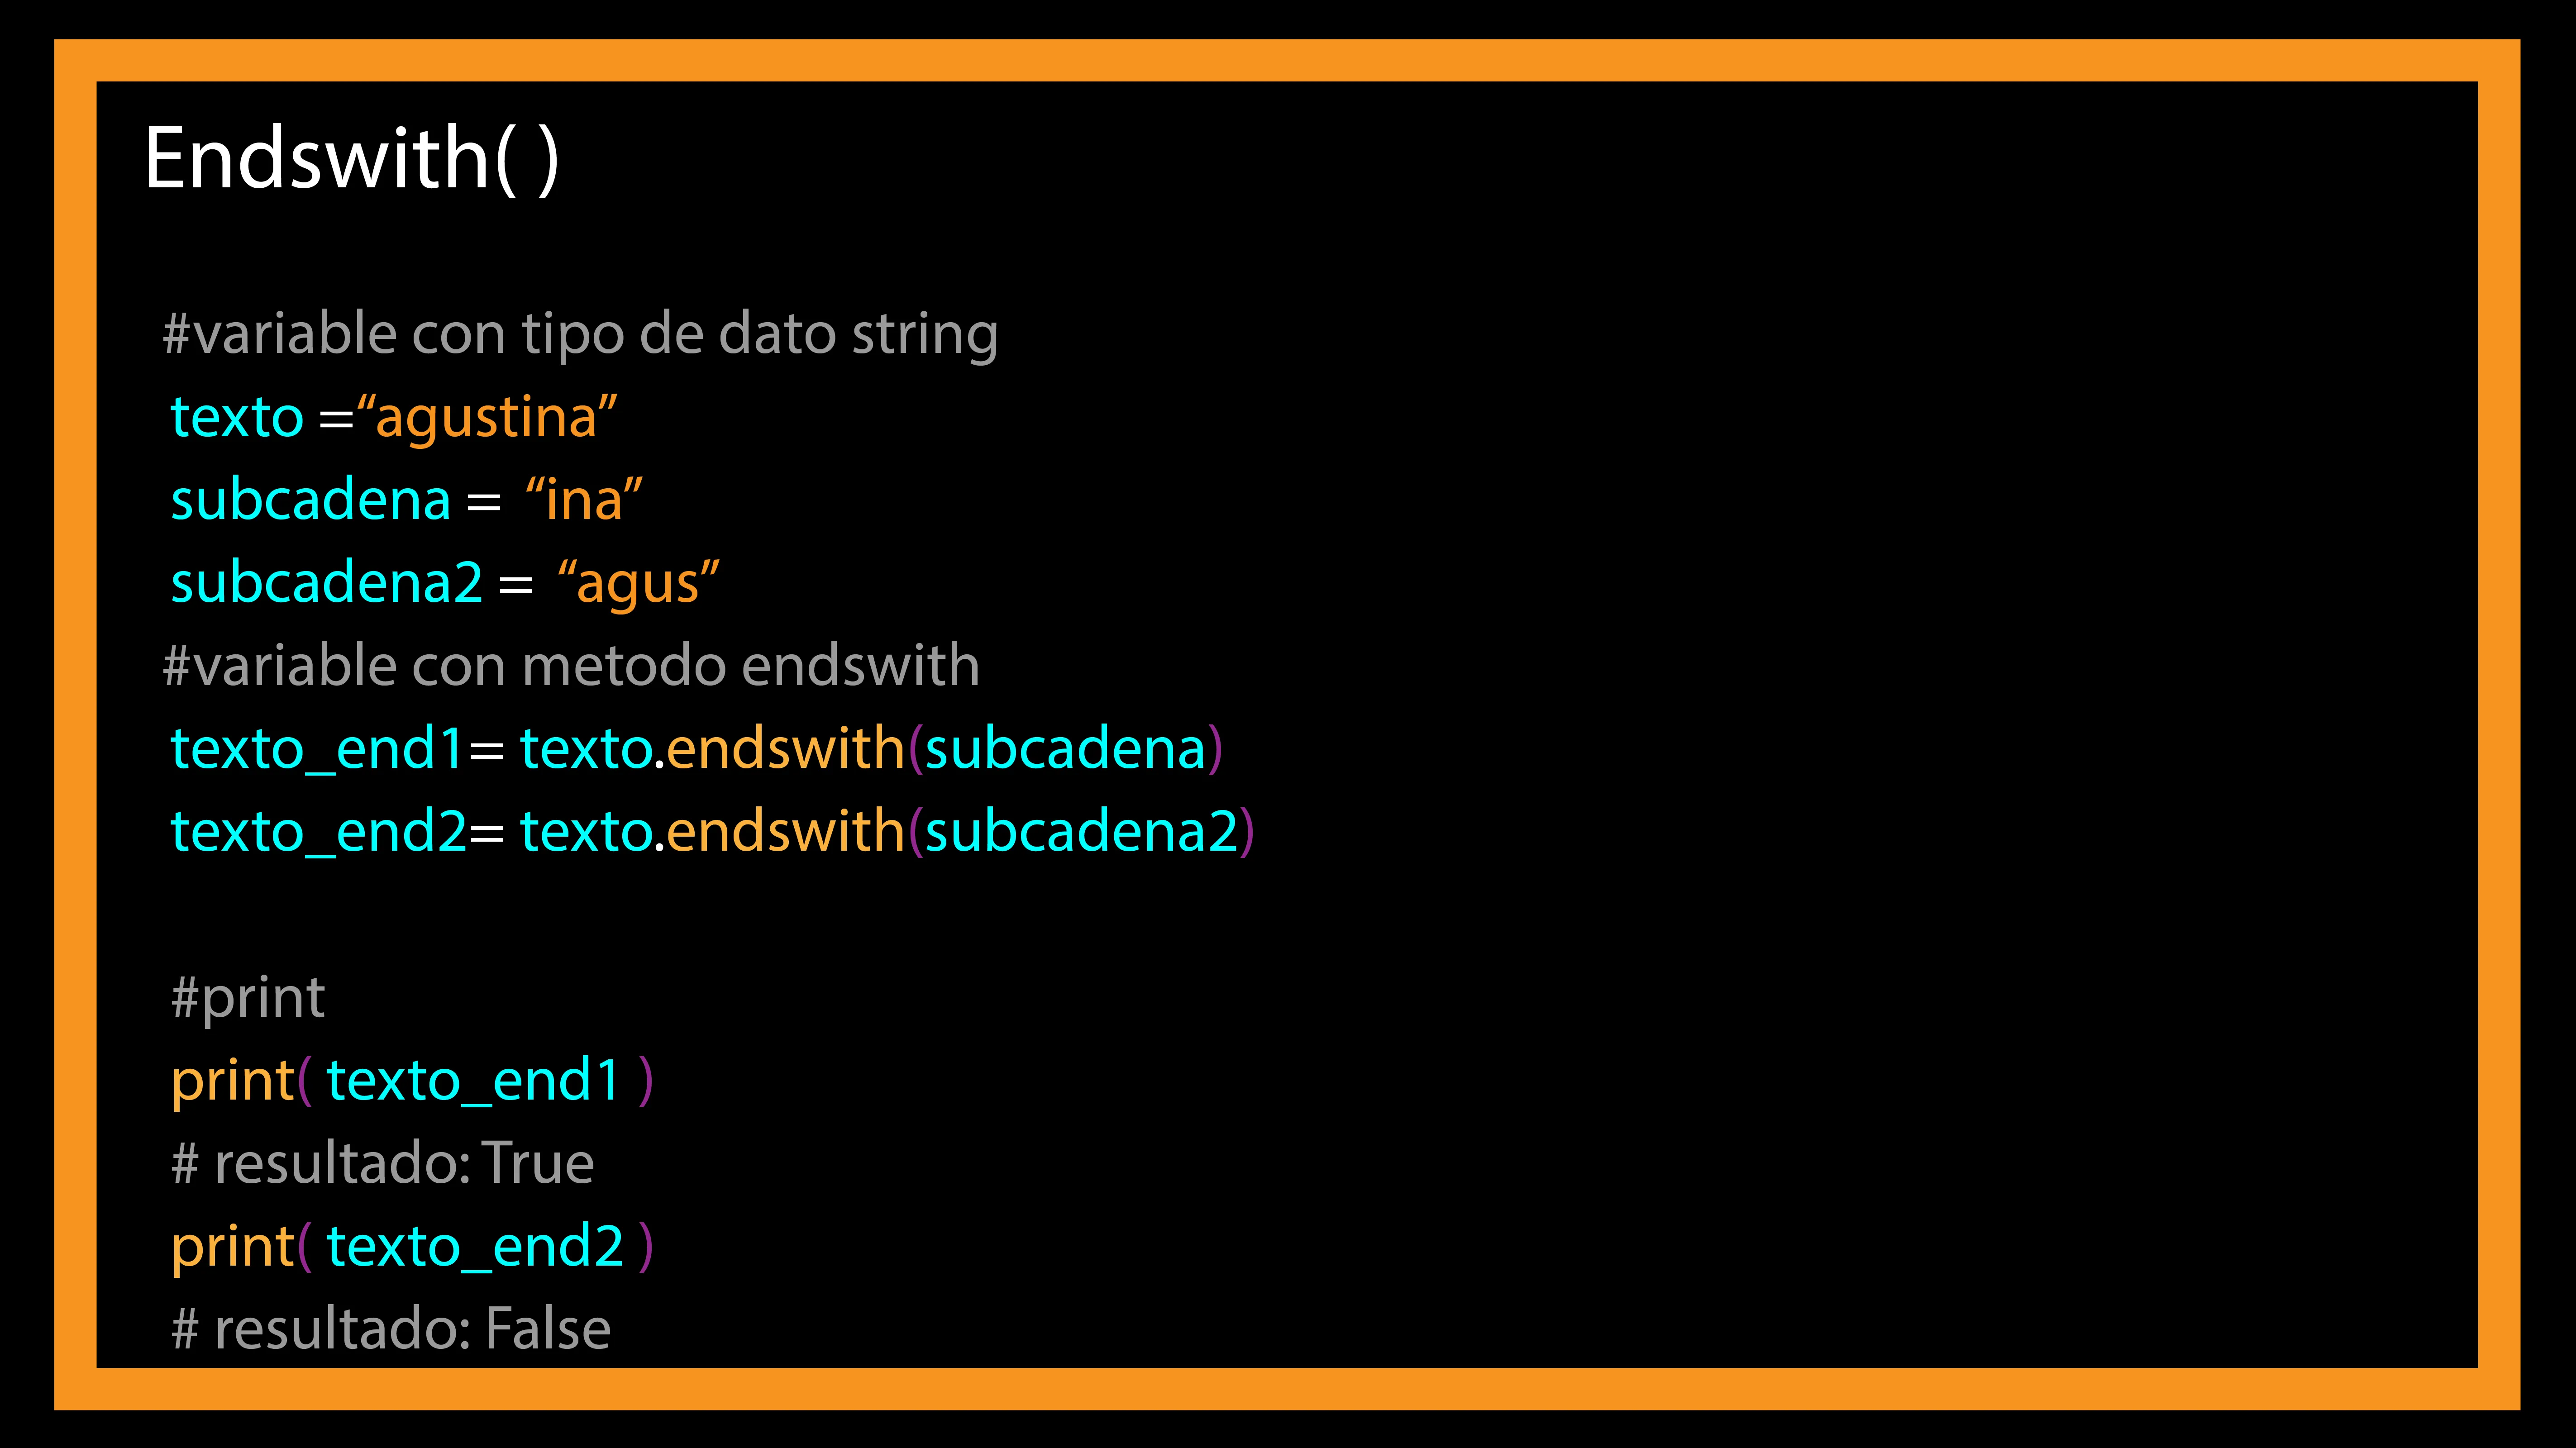 Endswith( )
#variable con tipo de dato string
texto =“agustina”
subcadena = “ina”
subcadena2 = “agus”
#variable con metodo endswith
texto_end1= texto.endswith(subcadena)
texto_end2= texto.endswith(subcadena2)
#print
print( texto_end1 )
# resultado: True
print( texto_end2 )
# resultado: False